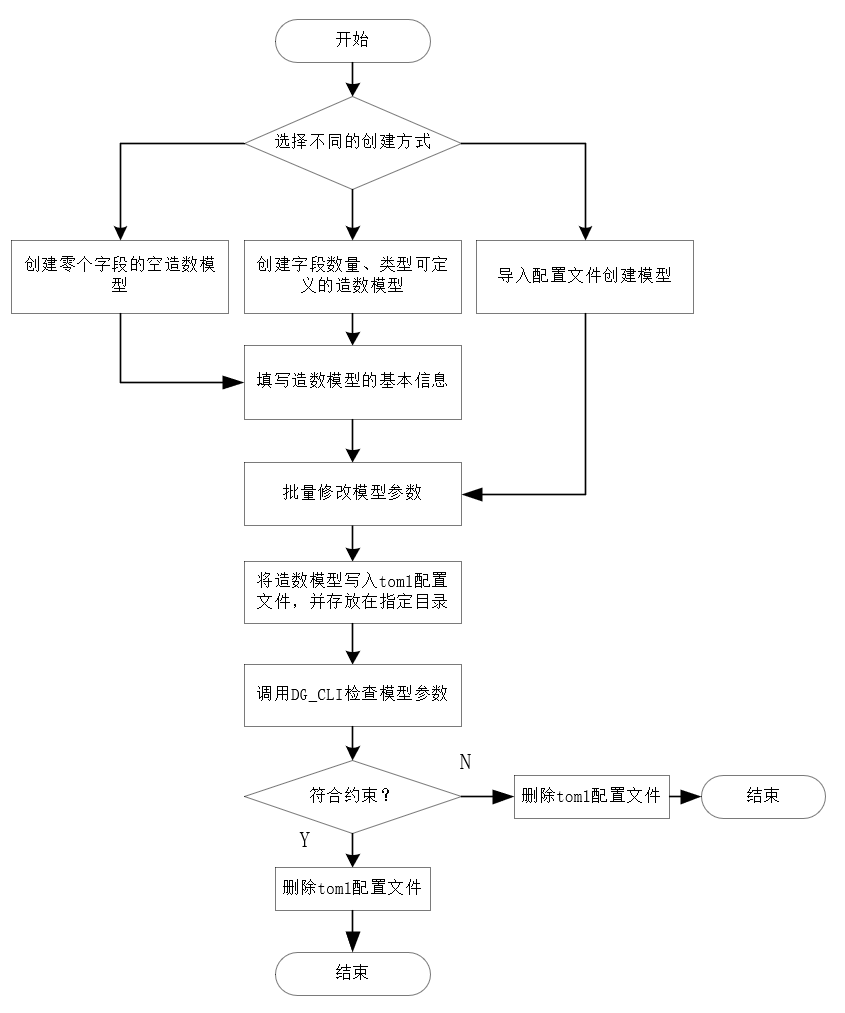 开始
选择不同的创建方式
创建零个字段的空造数模
型
创建字段数量、类型可定
义的造数模型
导入配置文件创建模型
填写造数模型的基本信息
批量修改模型参数
将造数模型写入toml配置
文件，并存放在指定目录
调用DG_CLI检查模型参数
符合约束？
N
删除toml配置文件
结束
Y
删除toml配置文件
结束